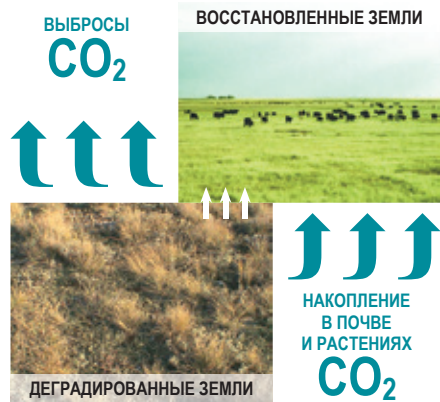 ВЫБРОСЫ
CO₂
ВОССТАНОВЛЕННЫЕ ЗЕМЛИ
НАКОПЛЕНИЕ
В ПОЧВЕ
И РАСТЕНИЯХ
CO₂
ДЕГРАДИРОВАННЫЕ ЗЕМЛИ